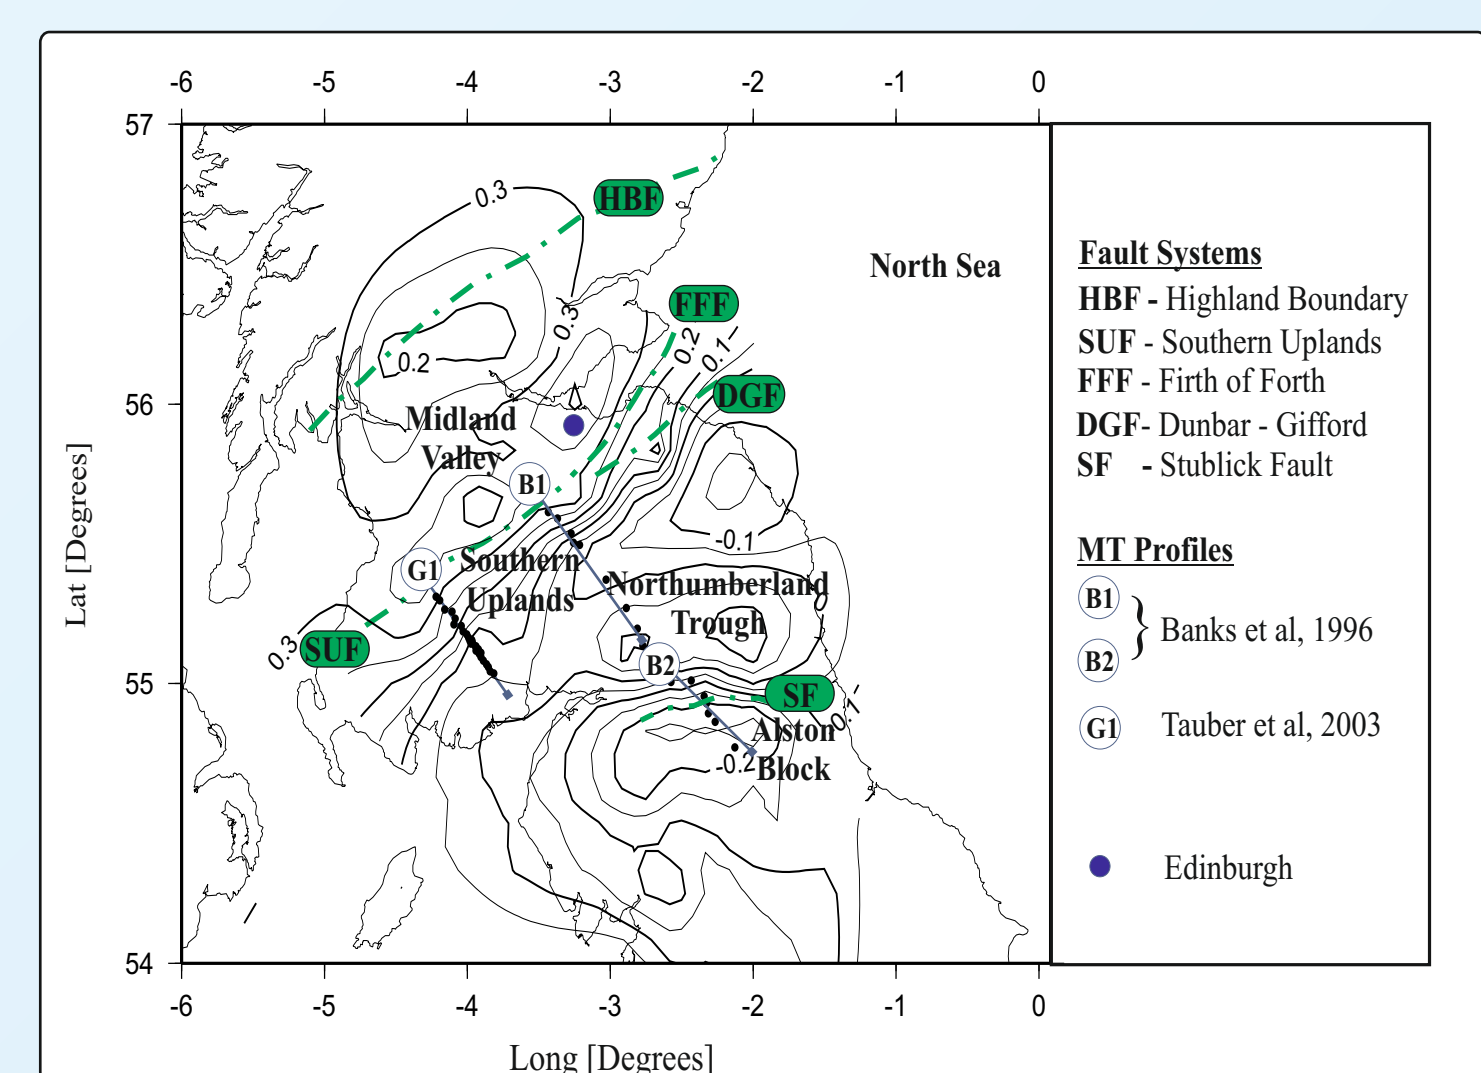 -6 -5 -4 -3 -2 -1 0
57
0.3
HBF
North Sea
FFF
0.3
0.2
0.1
0.2
DGF
56
Midland
Valley
B1
-0.1
G1
Southern
Uplands
Northumberland
Trough
0
SUF
0.3
B2
55
SF
0.1
Alston
Block
-0.2
54
-6 -5 -4 -3 -2 -1 0
Long [Degrees]
Lat [Degrees]
Fault Systems
HBF - Highland Boundary
SUF - Southern Uplands
FFF - Firth of Forth
DGF- Dunbar - Gifford
SF - Stublick Fault
MT Profiles
B1
} Banks et al, 1996
B2
G1 Tauber et al, 2003
Edinburgh